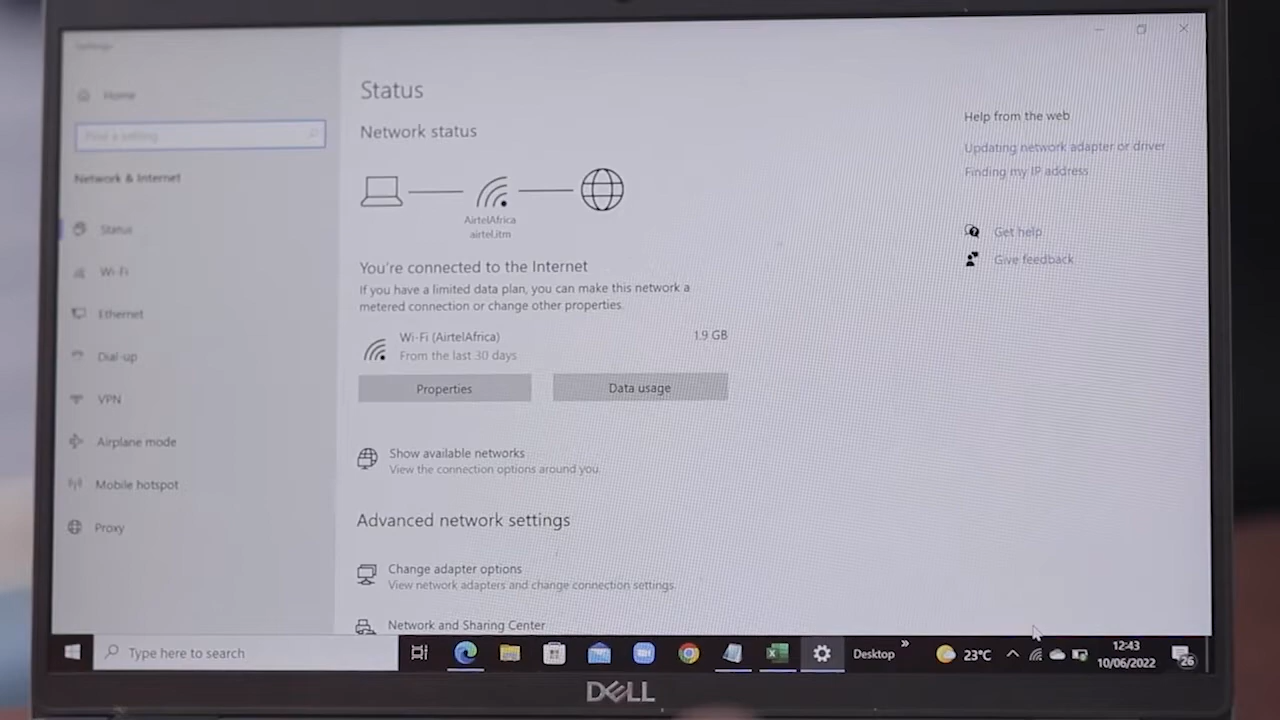 Settings
Home
Find a setting
Network & Internet
Status
Wi-Fi
Ethernet
Dial-up
VPN
Airplane mode
Mobile hotspot
Proxy
Status
Network status
AirtelAfrica
airtel.itm
You're connected to the Internet
If you have a limited data plan, you can make this network a
metered connection or change other properties.
Wi-Fi (AirtelAfrica)
1.9 GB
From the last 30 days
Properties
Data usage
Show available networks
View the connection options around you.
Advanced network settings
Change adapter options
View network adapters and change connection settings.
Network and Sharing Center
Help from the web
Updating network adapter or driver
Finding my IP address
Get help
Give feedback
Type here to search
Desktop
23°C
12:43
10/06/2022
26
DELL